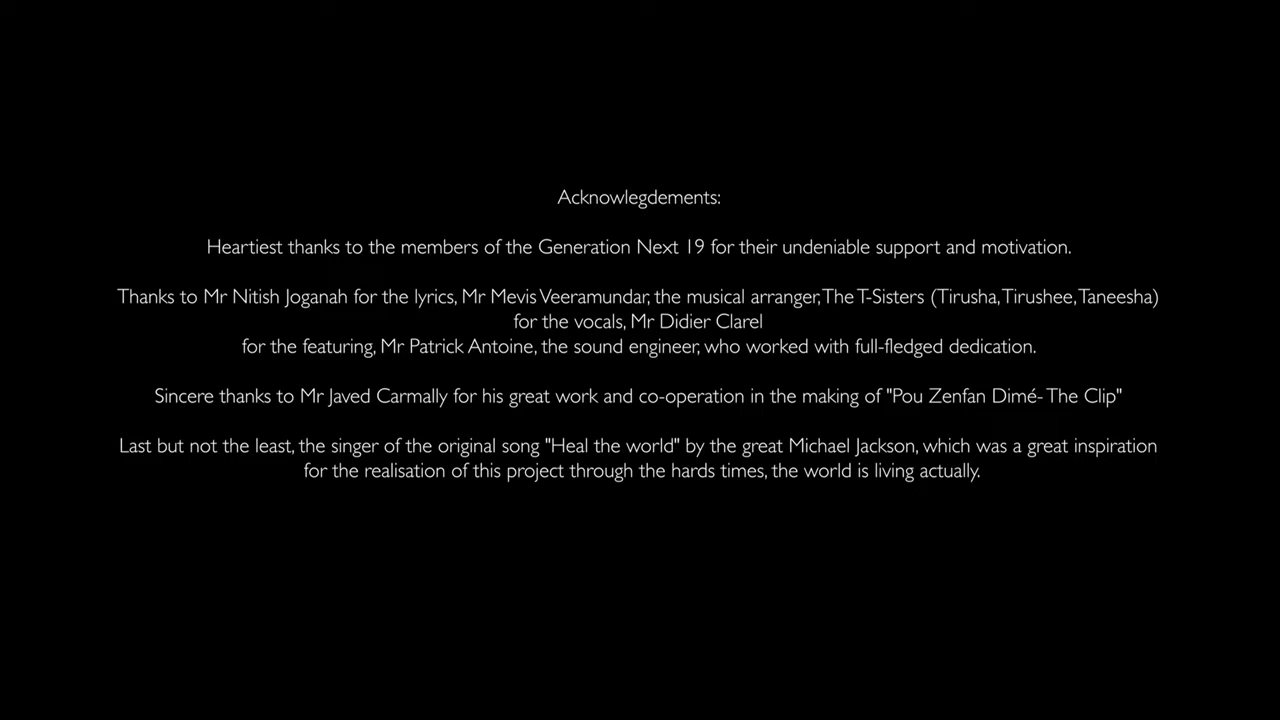 Acknowlegdements:
Heartiest thanks to the members of the Generation Next 19 for their undeniable support and motivation.
Thanks to Mr Nitish Joganah for the lyrics, Mr Mevis Veeramundar, the musical arranger, The T-Sisters (Tirusha, Tirushee, Taneesha)
for the vocals, Mr Didier Clarel
for the featuring, Mr Patrick Antoine, the sound engineer, who worked with full-fledged dedication.
Sincere thanks to Mr Javed Carmally for his great work and co-operation in the making of "Pou Zenfan Dimé- The Clip"
Last but not the least, the singer of the original song "Heal the world" by the great Michael Jackson, which was a great inspiration
for the realisation of this project through the hards times, the world is living actually.